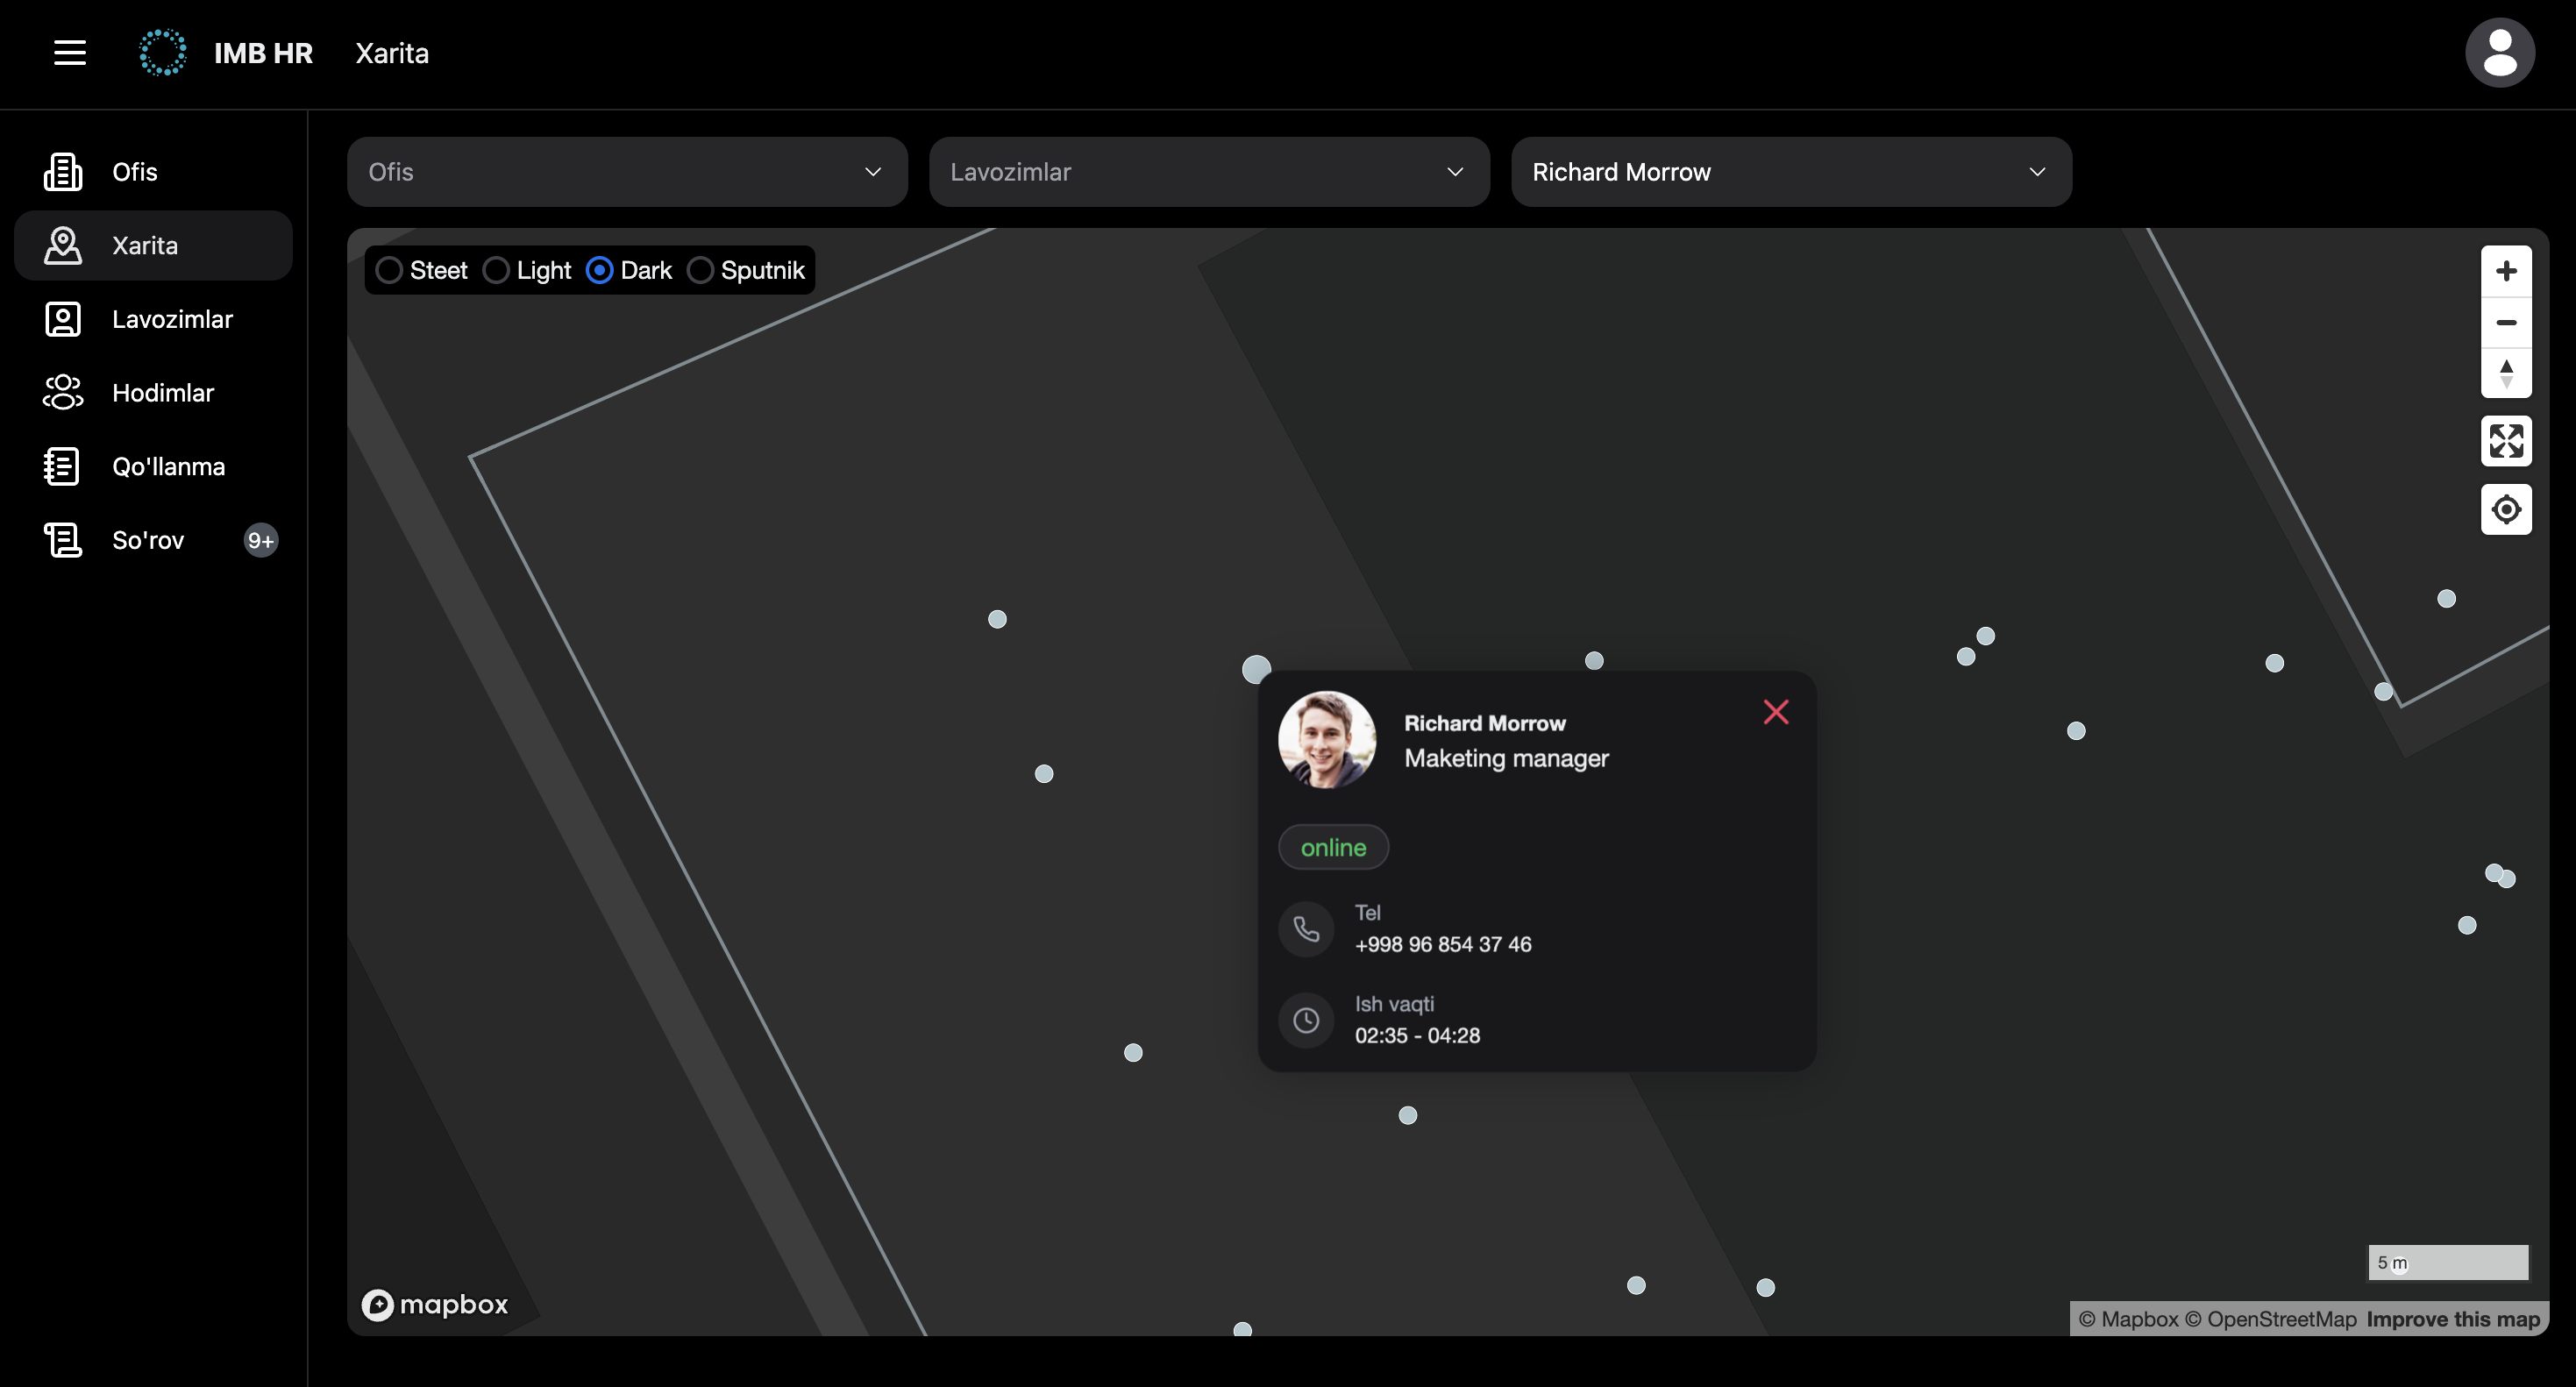 IMB HR
Xarita
Ofis
Xarita
Lavozimlar
Hodimlar
Qo'llanma
So'rov 9+
Ofis
Lavozimlar
Richard Morrow
Steet Light Dark Sputnik
Richard Morrow
Maketing manager
online
Tel
+998 96 854 37 46
Ish vaqti
02:35 - 04:28
mapbox
5 m
© Mapbox © OpenStreetMap Improve this map